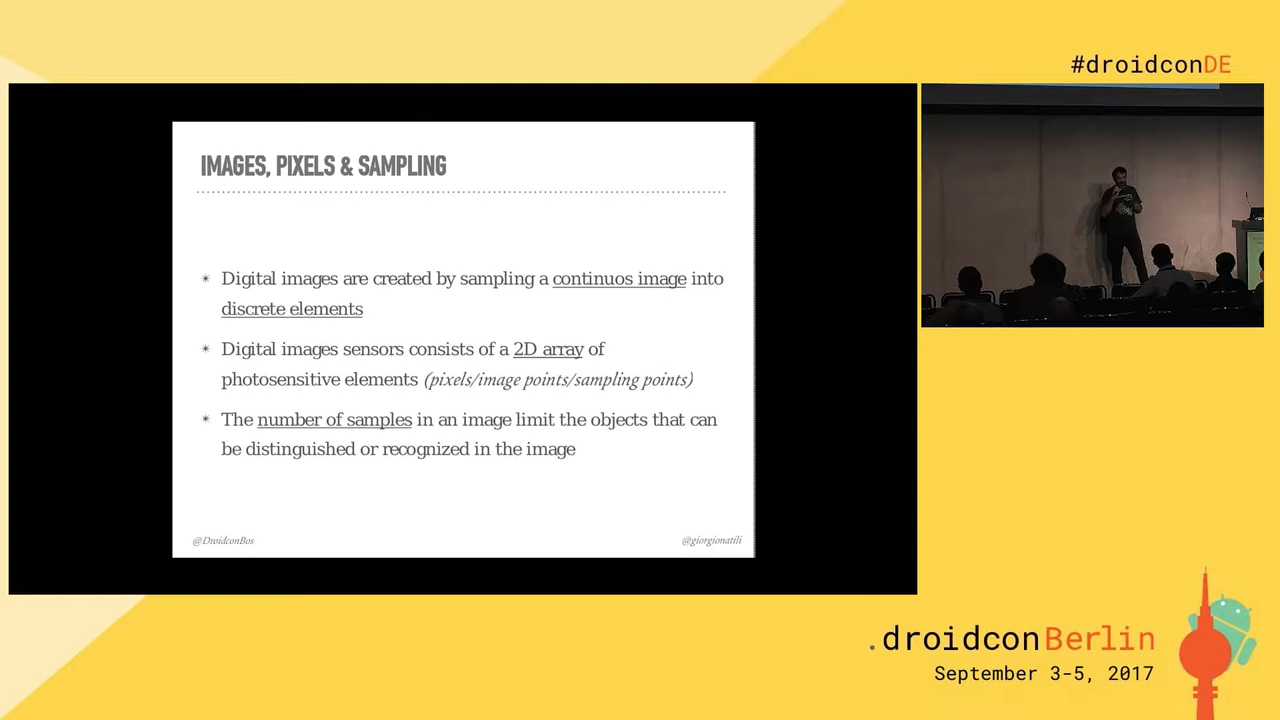 #droidconDE
IMAGES, PIXELS & SAMPLING
✴ Digital images are created by sampling a continuos image into
discrete elements
✴ Digital images sensors consists of a 2D array of
photosensitive elements (pixels/image points/sampling points)
✴ The number of samples in an image limit the objects that can
be distinguished or recognized in the image
@DroidconBos
@giorgionatili
.droidconBerlin
September 3-5, 2017